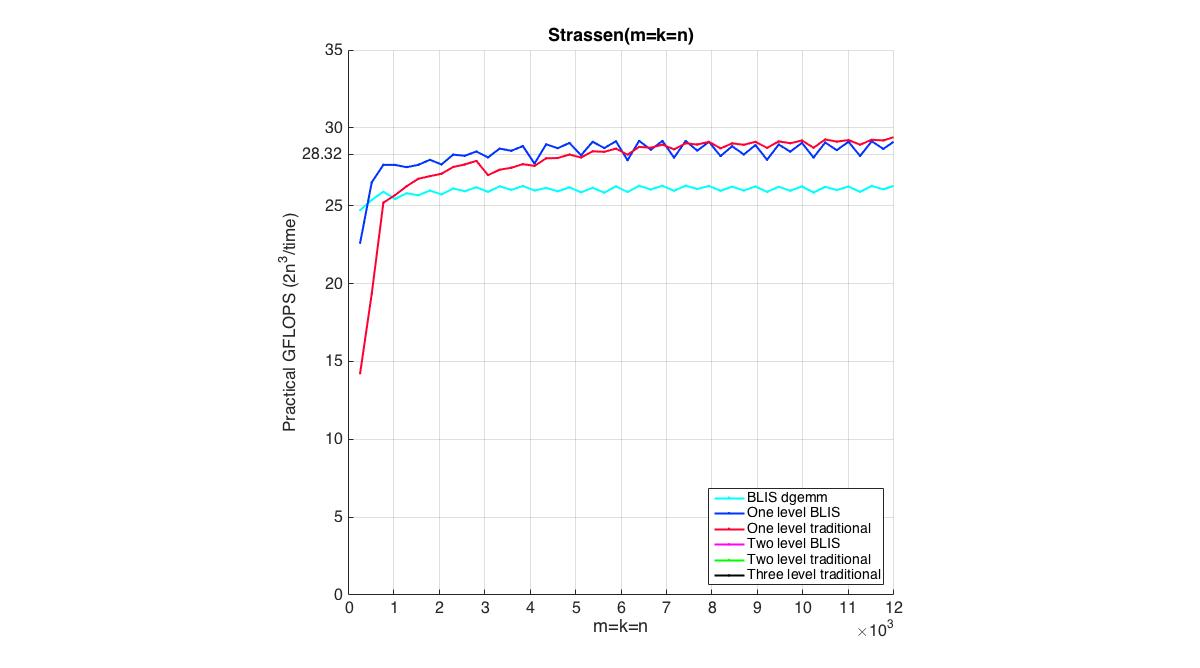 Strassen(m=k=n)
35
30
28.32
25
20
15
10
5
0
Practical GFLOPS (2n³/time)
BLIS dgemm
One level BLIS
One level traditional
Two level BLIS
Two level traditional
Three level traditional
0 1 2 3 4 5 6 7 8 9 10 11 12
m=k=n
×10³